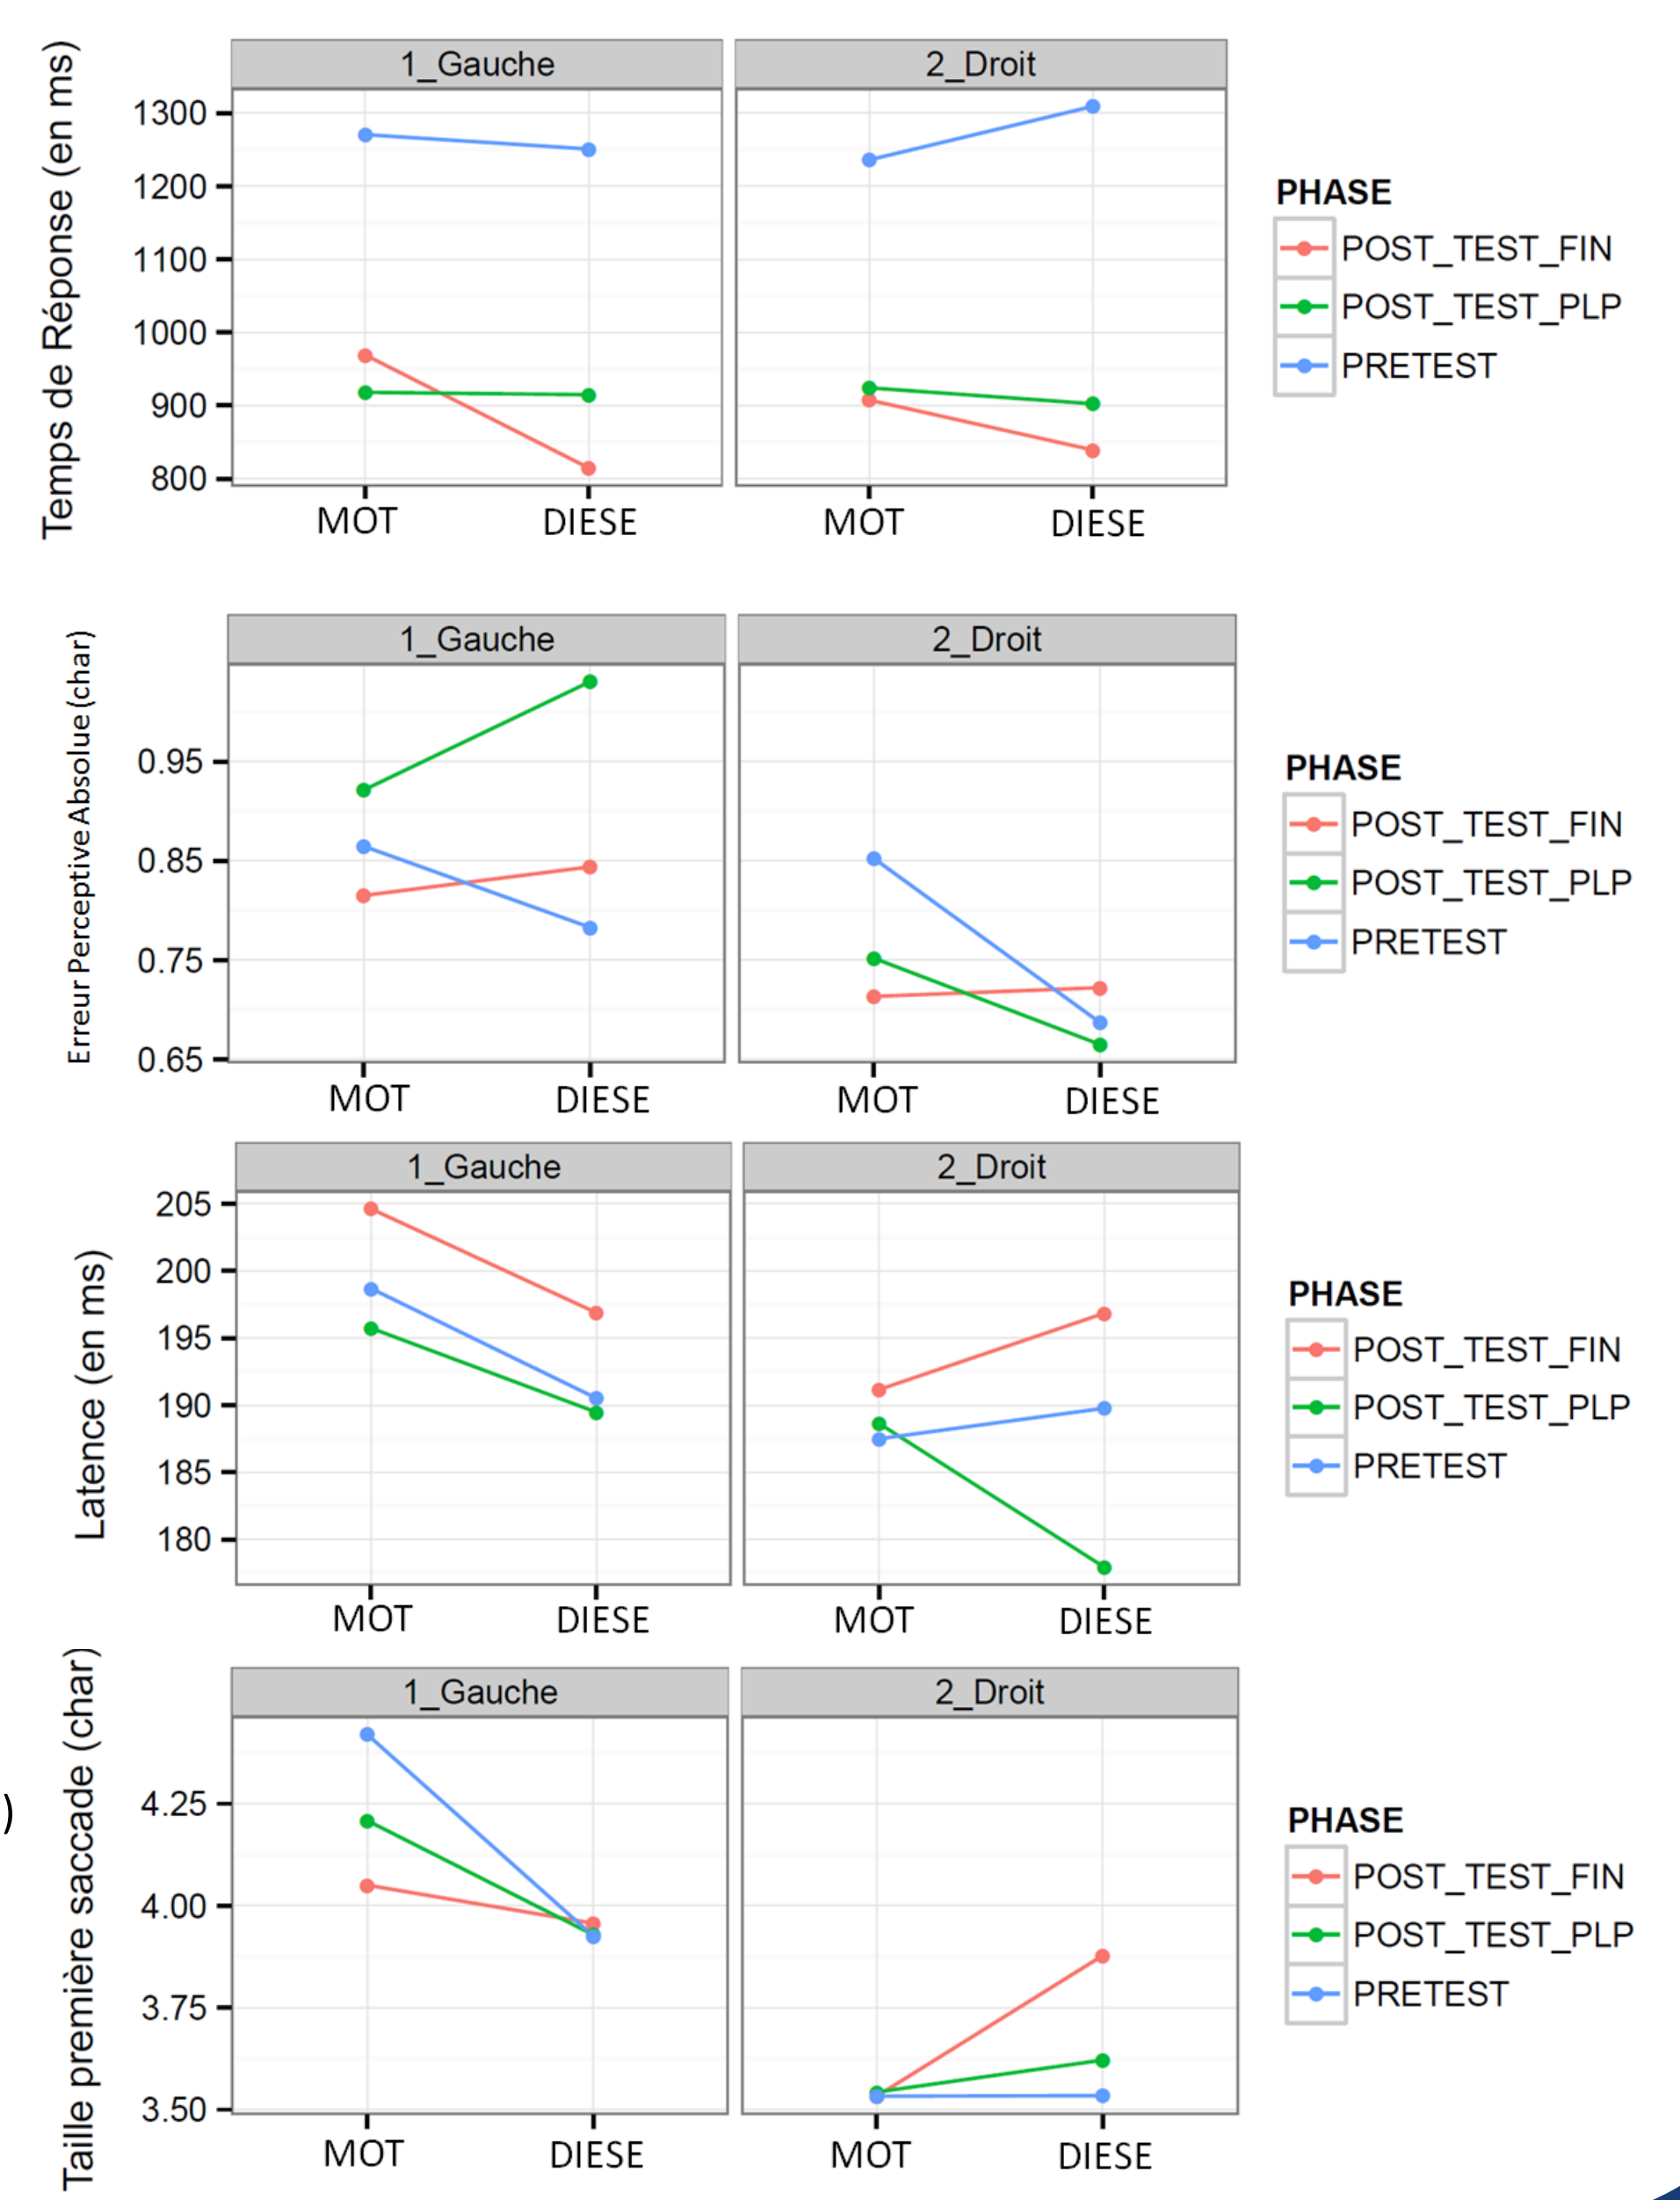 Temps de Réponse (en ms)
1_Gauche
2_Droit
1300
1200
1100
1000
900
800
MOT
DIESE
MOT
DIESE
PHASE
POST_TEST_FIN
POST_TEST_PLP
PRETEST
Erreur Perceptive Absolue (char)
1_Gauche
2_Droit
0.95
0.85
0.75
0.65
MOT
DIESE
MOT
DIESE
PHASE
POST_TEST_FIN
POST_TEST_PLP
PRETEST
Latence (en ms)
1_Gauche
2_Droit
205
200
195
190
185
180
MOT
DIESE
MOT
DIESE
PHASE
POST_TEST_FIN
POST_TEST_PLP
PRETEST
)
Taille première saccade (char)
1_Gauche
2_Droit
4.25
4.00
3.75
3.50
MOT
DIESE
MOT
DIESE
PHASE
POST_TEST_FIN
POST_TEST_PLP
PRETEST